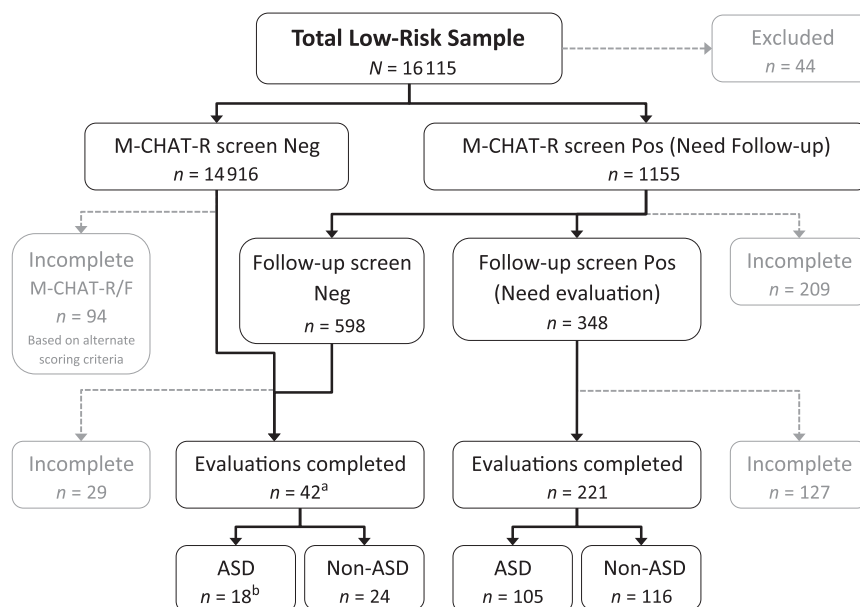 Total Low-Risk Sample
N = 16 115
Excluded
n = 44
M-CHAT-R screen Neg
n = 14 916
M-CHAT-R screen Pos (Need Follow-up)
n = 1155
Incomplete
M-CHAT-R/F
n = 94
Based on alternate
scoring criteria
Follow-up screen
Neg
n = 598
Follow-up screen Pos
(Need evaluation)
n = 348
Incomplete
n = 209
Incomplete
n = 29
Evaluations completed
n = 42ᵃ
Evaluations completed
n = 221
Incomplete
n = 127
ASD
n = 18ᵇ
Non-ASD
n = 24
ASD
n = 105
Non-ASD
n = 116